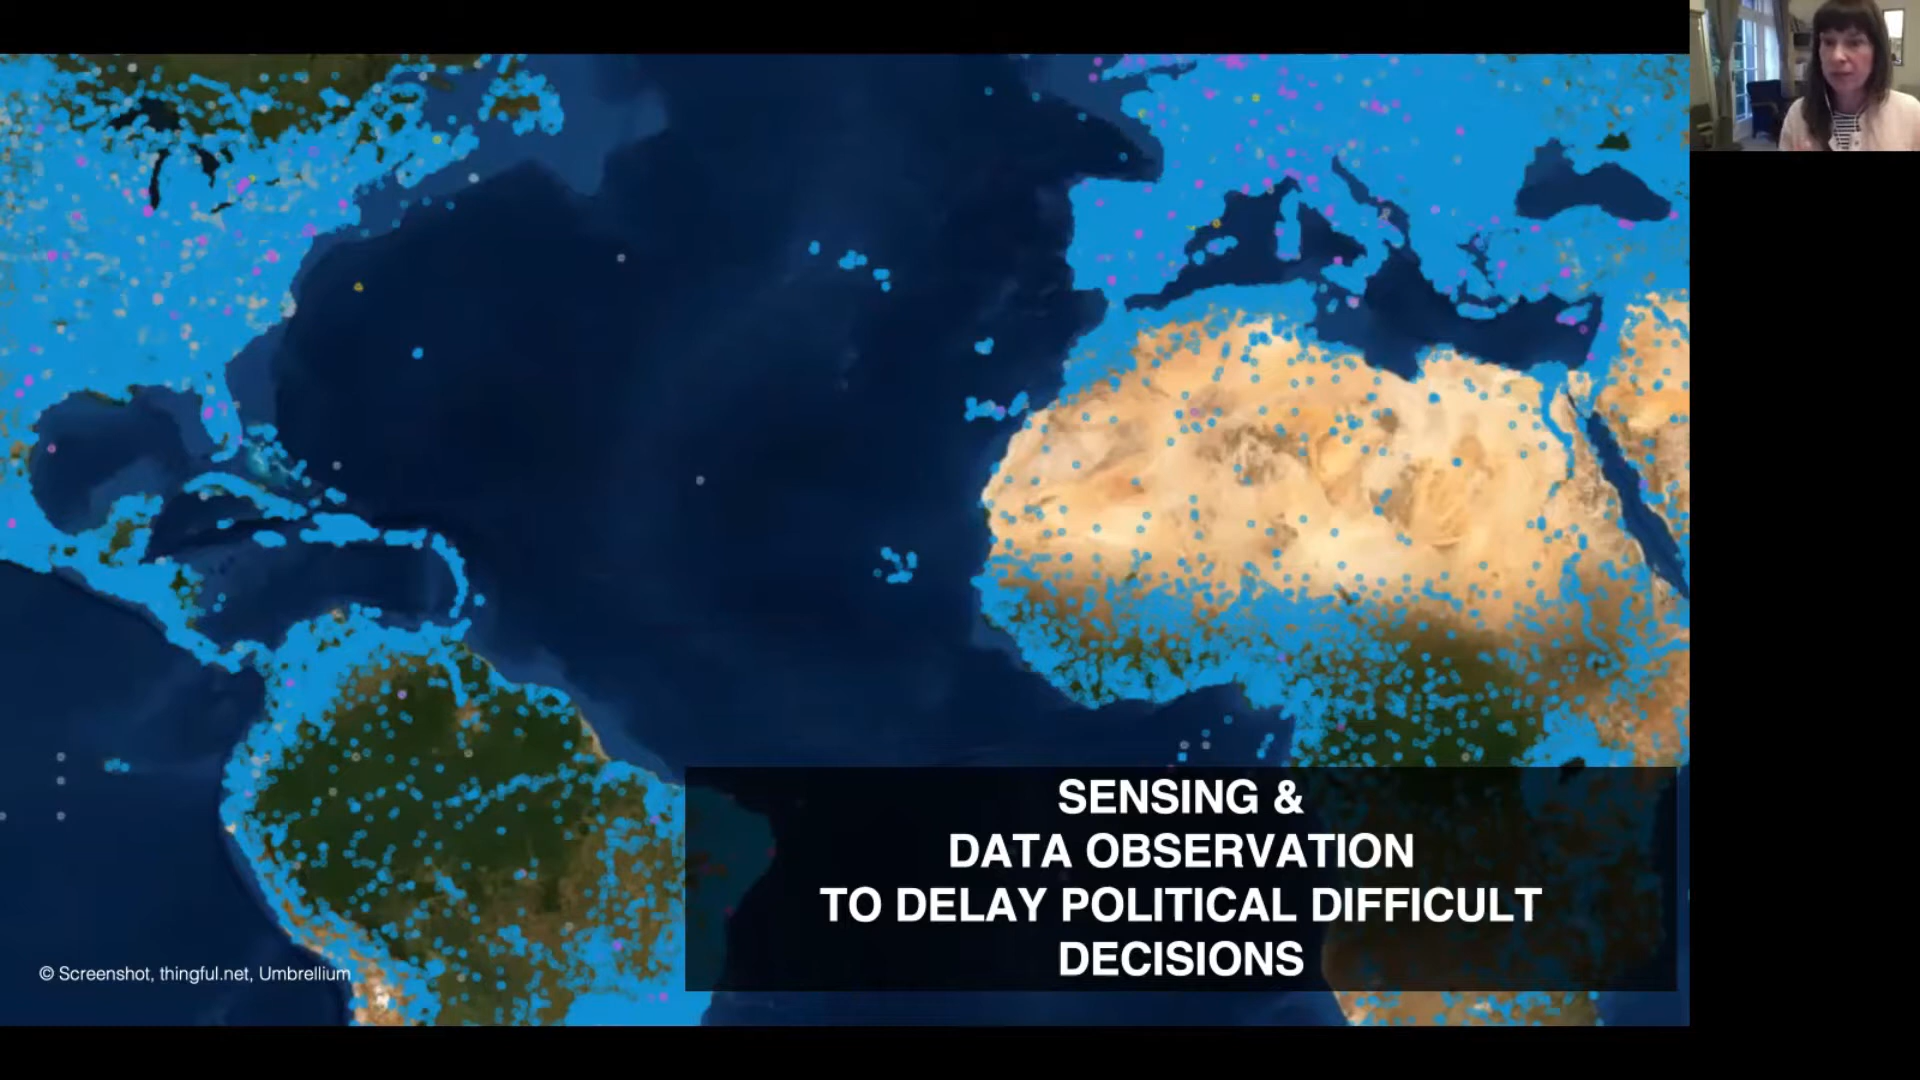 SENSING &
DATA OBSERVATION
TO DELAY POLITICAL DIFFICULT
DECISIONS
© Screenshot, thingful.net, Umbrellium